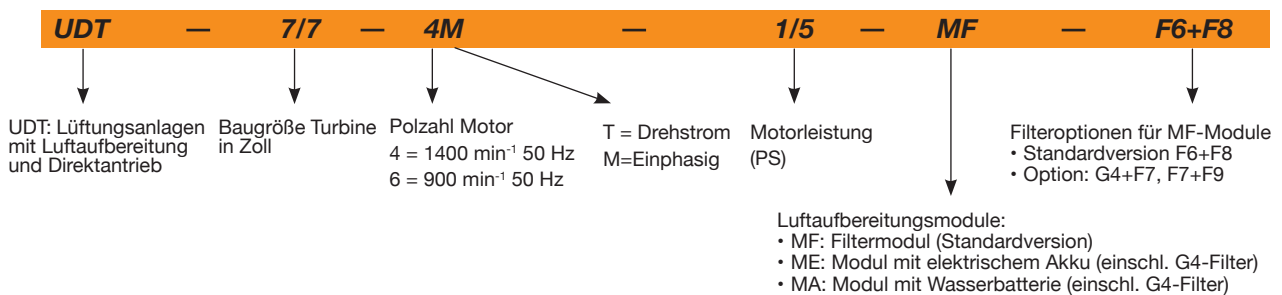 UDT — 7/7 — 4M — 1/5 — MF — F6+F8
UDT: Lüftungsanlagen
mit Luftaufbereitung
und Direktantrieb
Baugröße Turbine
in Zoll
Polzahl Motor
4 = 1400 min⁻¹ 50 Hz
6 = 900 min⁻¹ 50 Hz
T = Drehstrom
M=Einphasig
Motorleistung
(PS)
Filteroptionen für MF-Module
• Standardversion F6+F8
• Option: G4+F7, F7+F9
Luftaufbereitungsmodule:
• MF: Filtermodul (Standardversion)
• ME: Modul mit elektrischem Akku (einschl. G4-Filter)
• MA: Modul mit Wasserbatterie (einschl. G4-Filter)